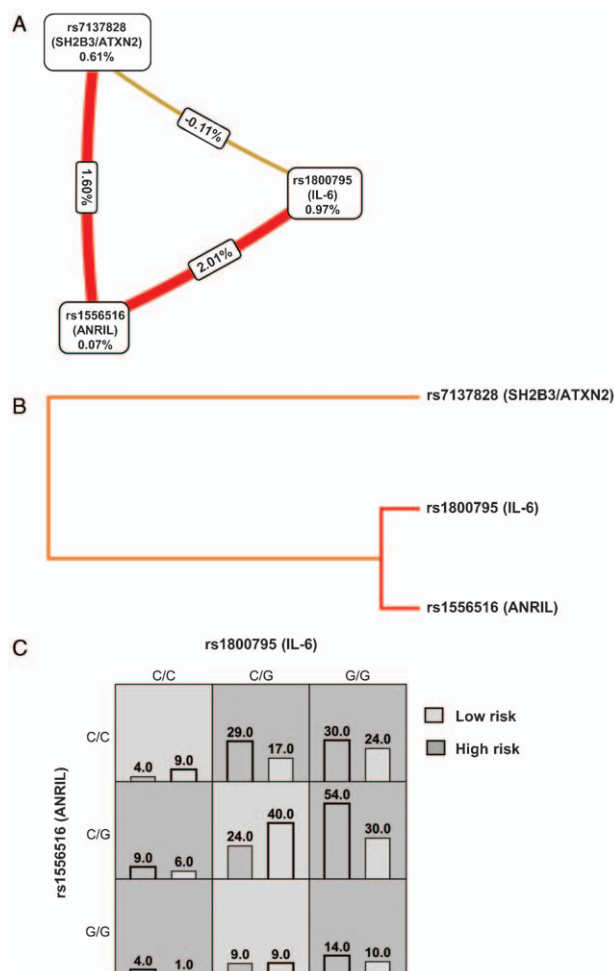 A
rs7137828
(SH2B3/ATXN2)
0.61%
-0.11%
1.60%
rs1800795
(IL-6)
0.97%
2.01%
rs1556516
(ANRIL)
0.07%
B
rs7137828 (SH2B3/ATXN2)
rs1800795 (IL-6)
rs1556516 (ANRIL)
C
rs1800795 (IL-6)
C/C C/G G/G
rs1556516 (ANRIL)
C/C
4.0 9.0 29.0 17.0 30.0 24.0
C/G
9.0 6.0 24.0 40.0 54.0 30.0
G/G
4.0 1.0 9.0 9.0 14.0 10.0
Low risk
High risk